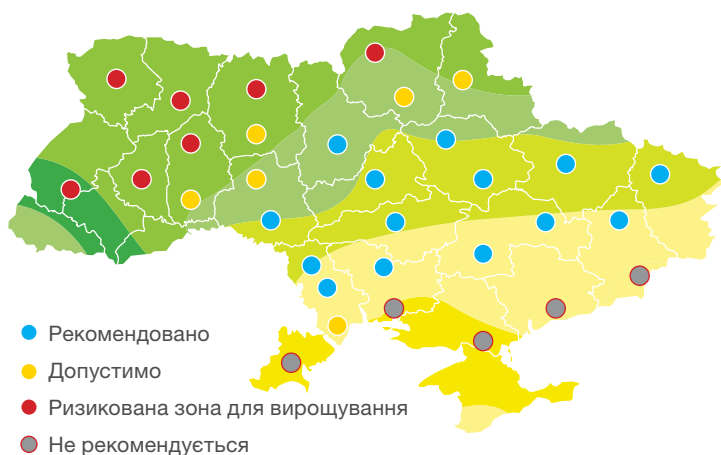 Рекомендовано
Допустимо
Ризикована зона для вирощування
Не рекомендується